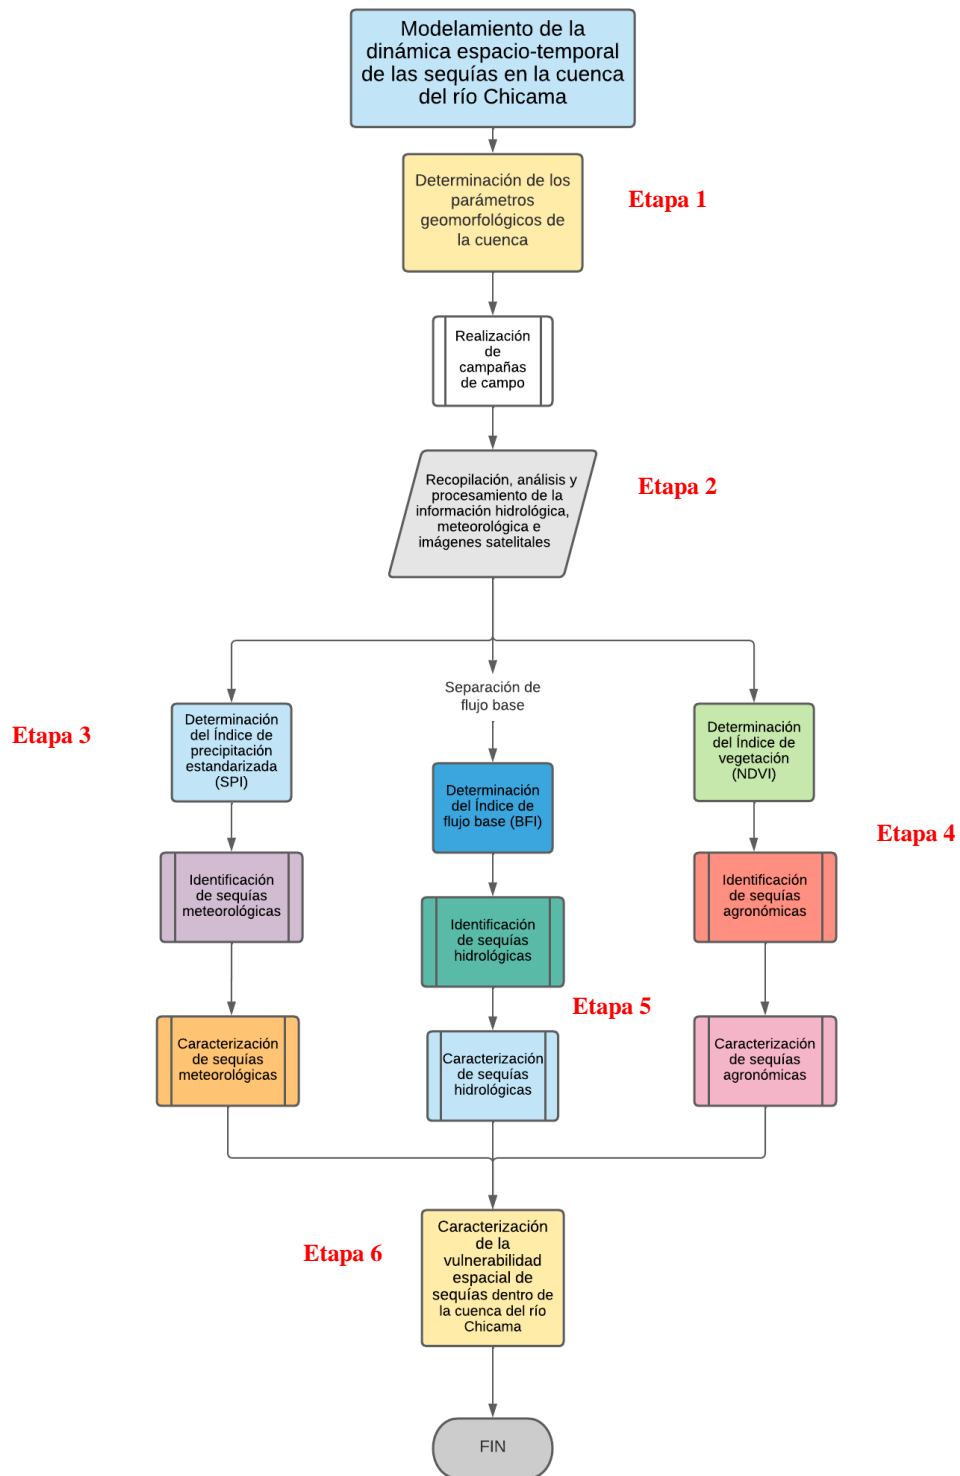 Modelamiento de la
dinámica espacio-temporal
de las sequías en la cuenca
del río Chicama
Determinación de los
parámetros
geomorfológicos de
la cuenca
Etapa 1
Realización
de
campañas
de campo
Recopilación, análisis y
procesamiento de la
información hidrológica,
meteorológica e
imágenes satelitales
Etapa 2
Etapa 3
Determinación
del Índice de
precipitación
estandarizada
(SPI)
Identificación
de sequías
meteorológicas
Caracterización
de sequías
meteorológicas
Separación de
flujo base
Determinación
del Índice de
flujo base (BFI)
Identificación
de sequías
hidrológicas
Etapa 5
Caracterización
de sequías
hidrológicas
Determinación
del Índice de
vegetación
(NDVI)
Etapa 4
Identificación
de sequías
agronómicas
Caracterización
de sequías
agronómicas
Etapa 6
Caracterización
de la
vulnerabilidad
espacial de
sequías dentro de
la cuenca del río
Chicama
FIN